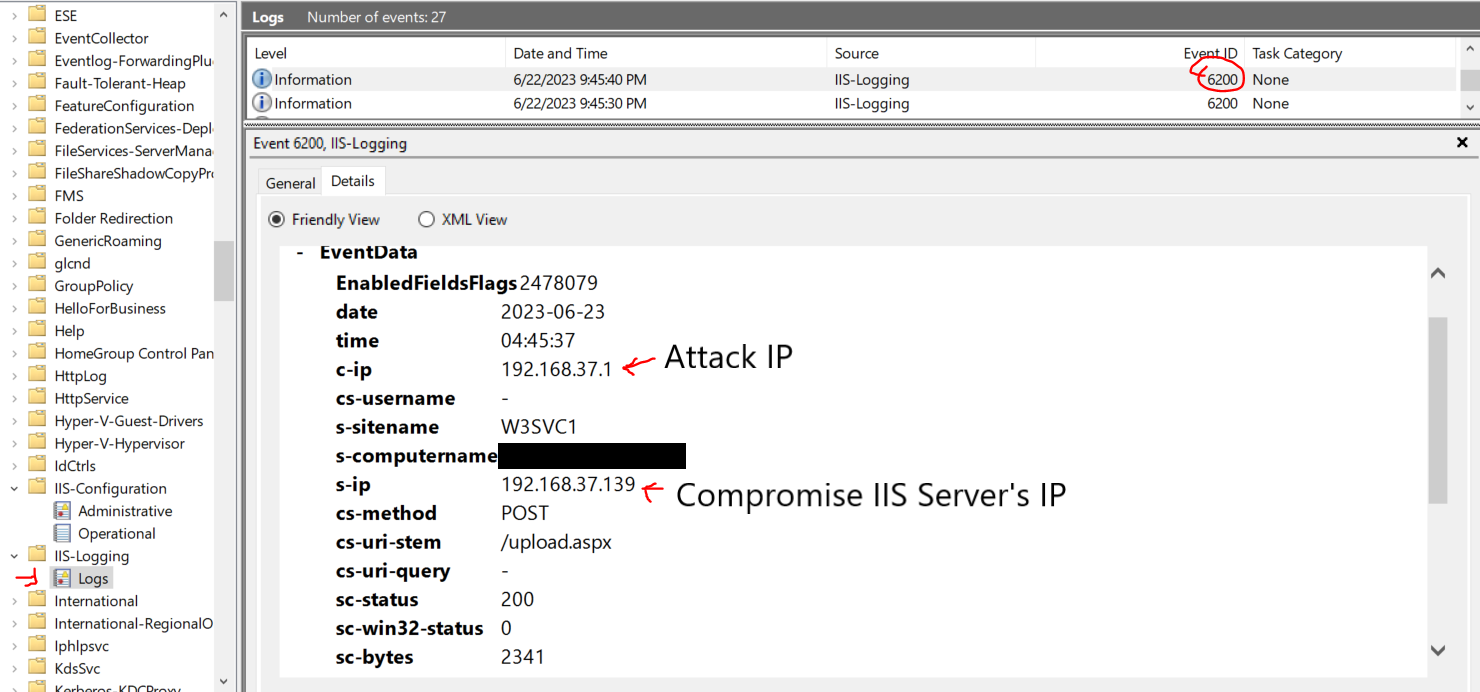 ESE
EventCollector
Eventlog-ForwardingPlu
Fault-Tolerant-Heap
FeatureConfiguration
FederationServices-Depl
FileServices-ServerMana
FileShareShadowCopyPr
FMS
Folder Redirection
GenericRoaming
glcnd
GroupPolicy
HelloForBusiness
Help
HomeGroup Control Pan
HttpLog
HttpService
Hyper-V-Guest-Drivers
Hyper-V-Hypervisor
IdCtrls
IIS-Configuration
Administrative
Operational
IIS-Logging
Logs
International
International-RegionalO
Iphlpsvc
KdsSvc
Kerberos-KDCProxy
Logs Number of events: 27
Level Date and Time Source Event ID Task Category
Information 6/22/2023 9:45:40 PM IIS-Logging 6200 None
Information 6/22/2023 9:45:30 PM IIS-Logging 6200 None
Event 6200, IIS-Logging
General Details
Friendly View XML View
- EventData
EnabledFieldsFlags 2478079
date 2023-06-23
time 04:45:37
c-ip 192.168.37.1 Attack IP
cs-username -
s-sitename W3SVC1
s-computername
s-ip 192.168.37.139 Compromise IIS Server's IP
cs-method POST
cs-uri-stem /upload.aspx
cs-uri-query -
sc-status 200
sc-win32-status 0
sc-bytes 2341